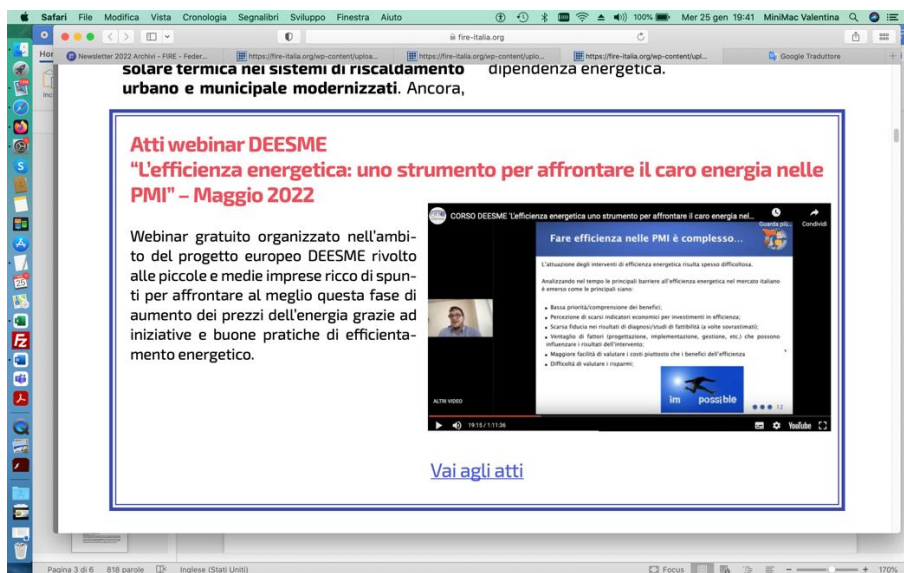 Safari File Modifica Vista Cronologia Segnalibri Sviluppo Finestra Aiuto 100% Mer 25 gen 19:41 MiniMac Valentina
fire-italia.org
Newsletter 2022 Archivi - FIRE - Feder... https://fire-italia.org/wp-content/uploa... https://fire-italia.org/wp-content/uplo... https://fire-italia.org/wp-content/upl... Google Traduttore
solare termica nei sistemi di riscaldamento
urbano e municipale modernizzati. Ancora,
dipendenza energetica.
Atti webinar DEESME
“L’efficienza energetica: uno strumento per affrontare il caro energia nelle
PMI” – Maggio 2022
Webinar gratuito organizzato nell’ambi-
to del progetto europeo DEESME rivolto
alle piccole e medie imprese ricco di spun-
ti per affrontare al meglio questa fase di
aumento dei prezzi dell’energia grazie ad
iniziative e buone pratiche di efficienta-
mento energetico.
CORSO DEESME 'L'efficienza energetica uno strumento per affrontare il caro energia nel...
Guarda più... Condividi
Fare efficienza nelle PMI è complesso...
L'attuazione degli interventi di efficienza energetica risulta spesso difficoltosa.
Analizzando nel tempo le principali barriere all'efficienza energetica nel mercato italiano
è emerso come le principali siano:
• Bassa priorità/comprensione dei benefici;
• Percezione di scarsi indicatori economici per investimenti in efficienza;
• Scarsa fiducia nei risultati di diagnosi/studi di fattibilità (a volte sovrastimati);
• Ventaglio di fattori (progettazione, implementazione, gestione, etc.) che possono
influenzare i risultati dell'intervento;
• Maggiore facilità di valutare i costi piuttosto che i benefici dell'efficienza
• Difficoltà di valutare i risparmi;
im possible
12
ALTRI VIDEO
19:15 / 1:11:36
YouTube
Vai agli atti
Pagina 3 di 6 818 parole Inglese (Stati Uniti) Focus 170%